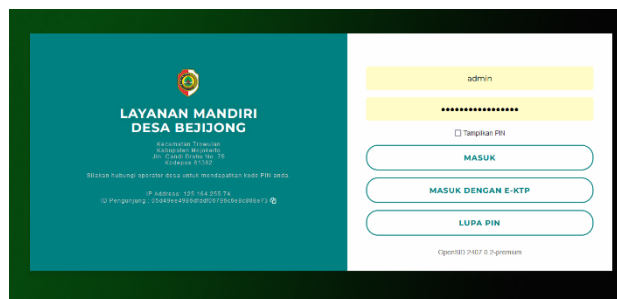 LAYANAN MANDIRI
DESA BEJIJONG
Kecamatan Trowulan
Kabupaten Mojokerto
Jln. Candi Brahu No.
Kodepos 61362
Silakan hubungi operator desa untuk mendapatkan kode PIN anda.
IP Address: 125.164.255.74
ID Pengunjung :
admin
Tampilkan PIN
MASUK
MASUK DENGAN E-KTP
LUPA PIN
OpenSID 2407.0.2-premium